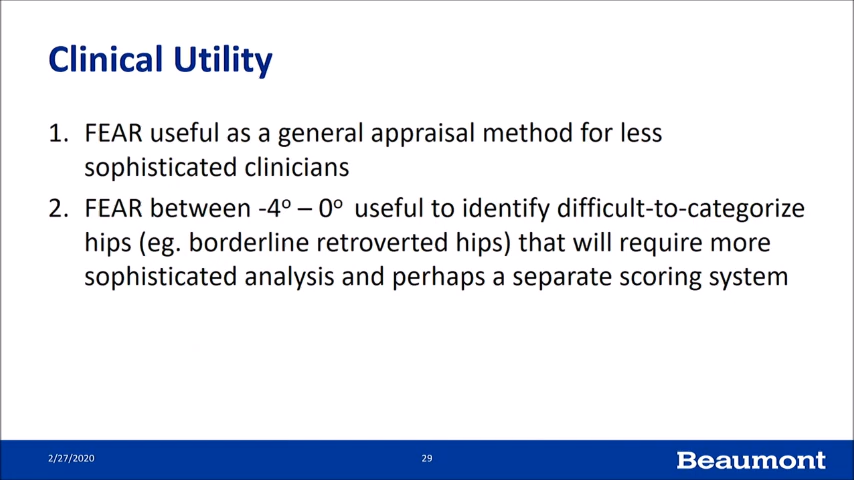 Clinical Utility
1. FEAR useful as a general appraisal method for less
sophisticated clinicians
2. FEAR between -4º – 0º useful to identify difficult-to-categorize
hips (eg. borderline retroverted hips) that will require more
sophisticated analysis and perhaps a separate scoring system
2/27/2020
29
Beaumont